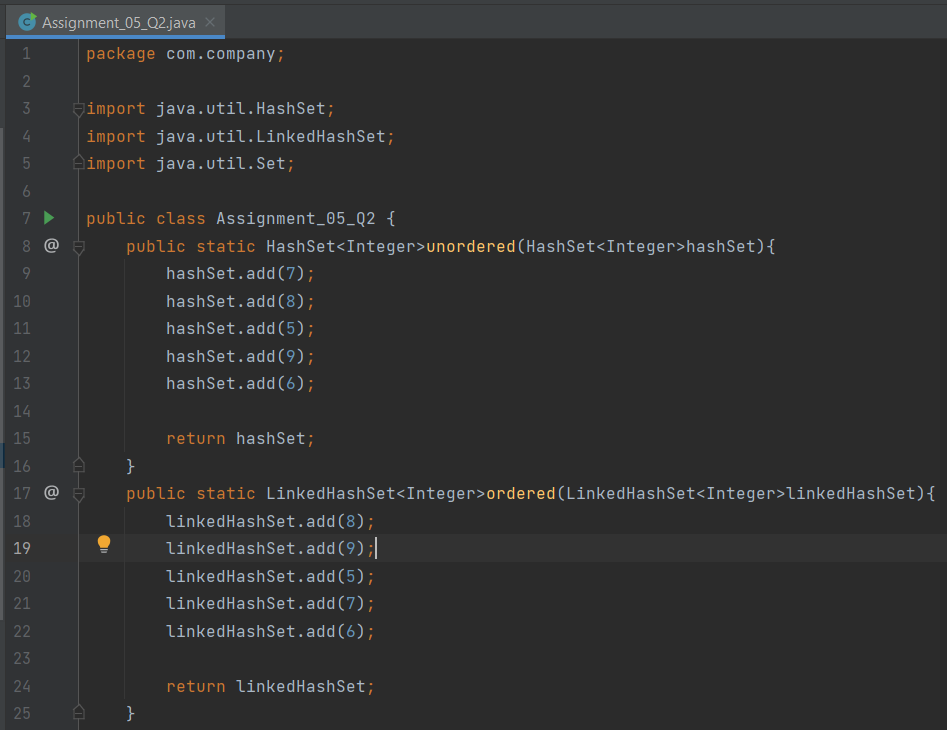 Assignment_05_Q2.java
1 package com.company;
2
3 import java.util.HashSet;
4 import java.util.LinkedHashSet;
5 import java.util.Set;
6
7 public class Assignment_05_Q2 {
8 @ public static HashSet<Integer>unordered(HashSet<Integer>hashSet){
9 hashSet.add(7);
10 hashSet.add(8);
11 hashSet.add(5);
12 hashSet.add(9);
13 hashSet.add(6);
14
15 return hashSet;
16 }
17 @ public static LinkedHashSet<Integer>ordered(LinkedHashSet<Integer>linkedHashSet){
18 linkedHashSet.add(8);
19 linkedHashSet.add(9);
20 linkedHashSet.add(5);
21 linkedHashSet.add(7);
22 linkedHashSet.add(6);
23
24 return linkedHashSet;
25 }